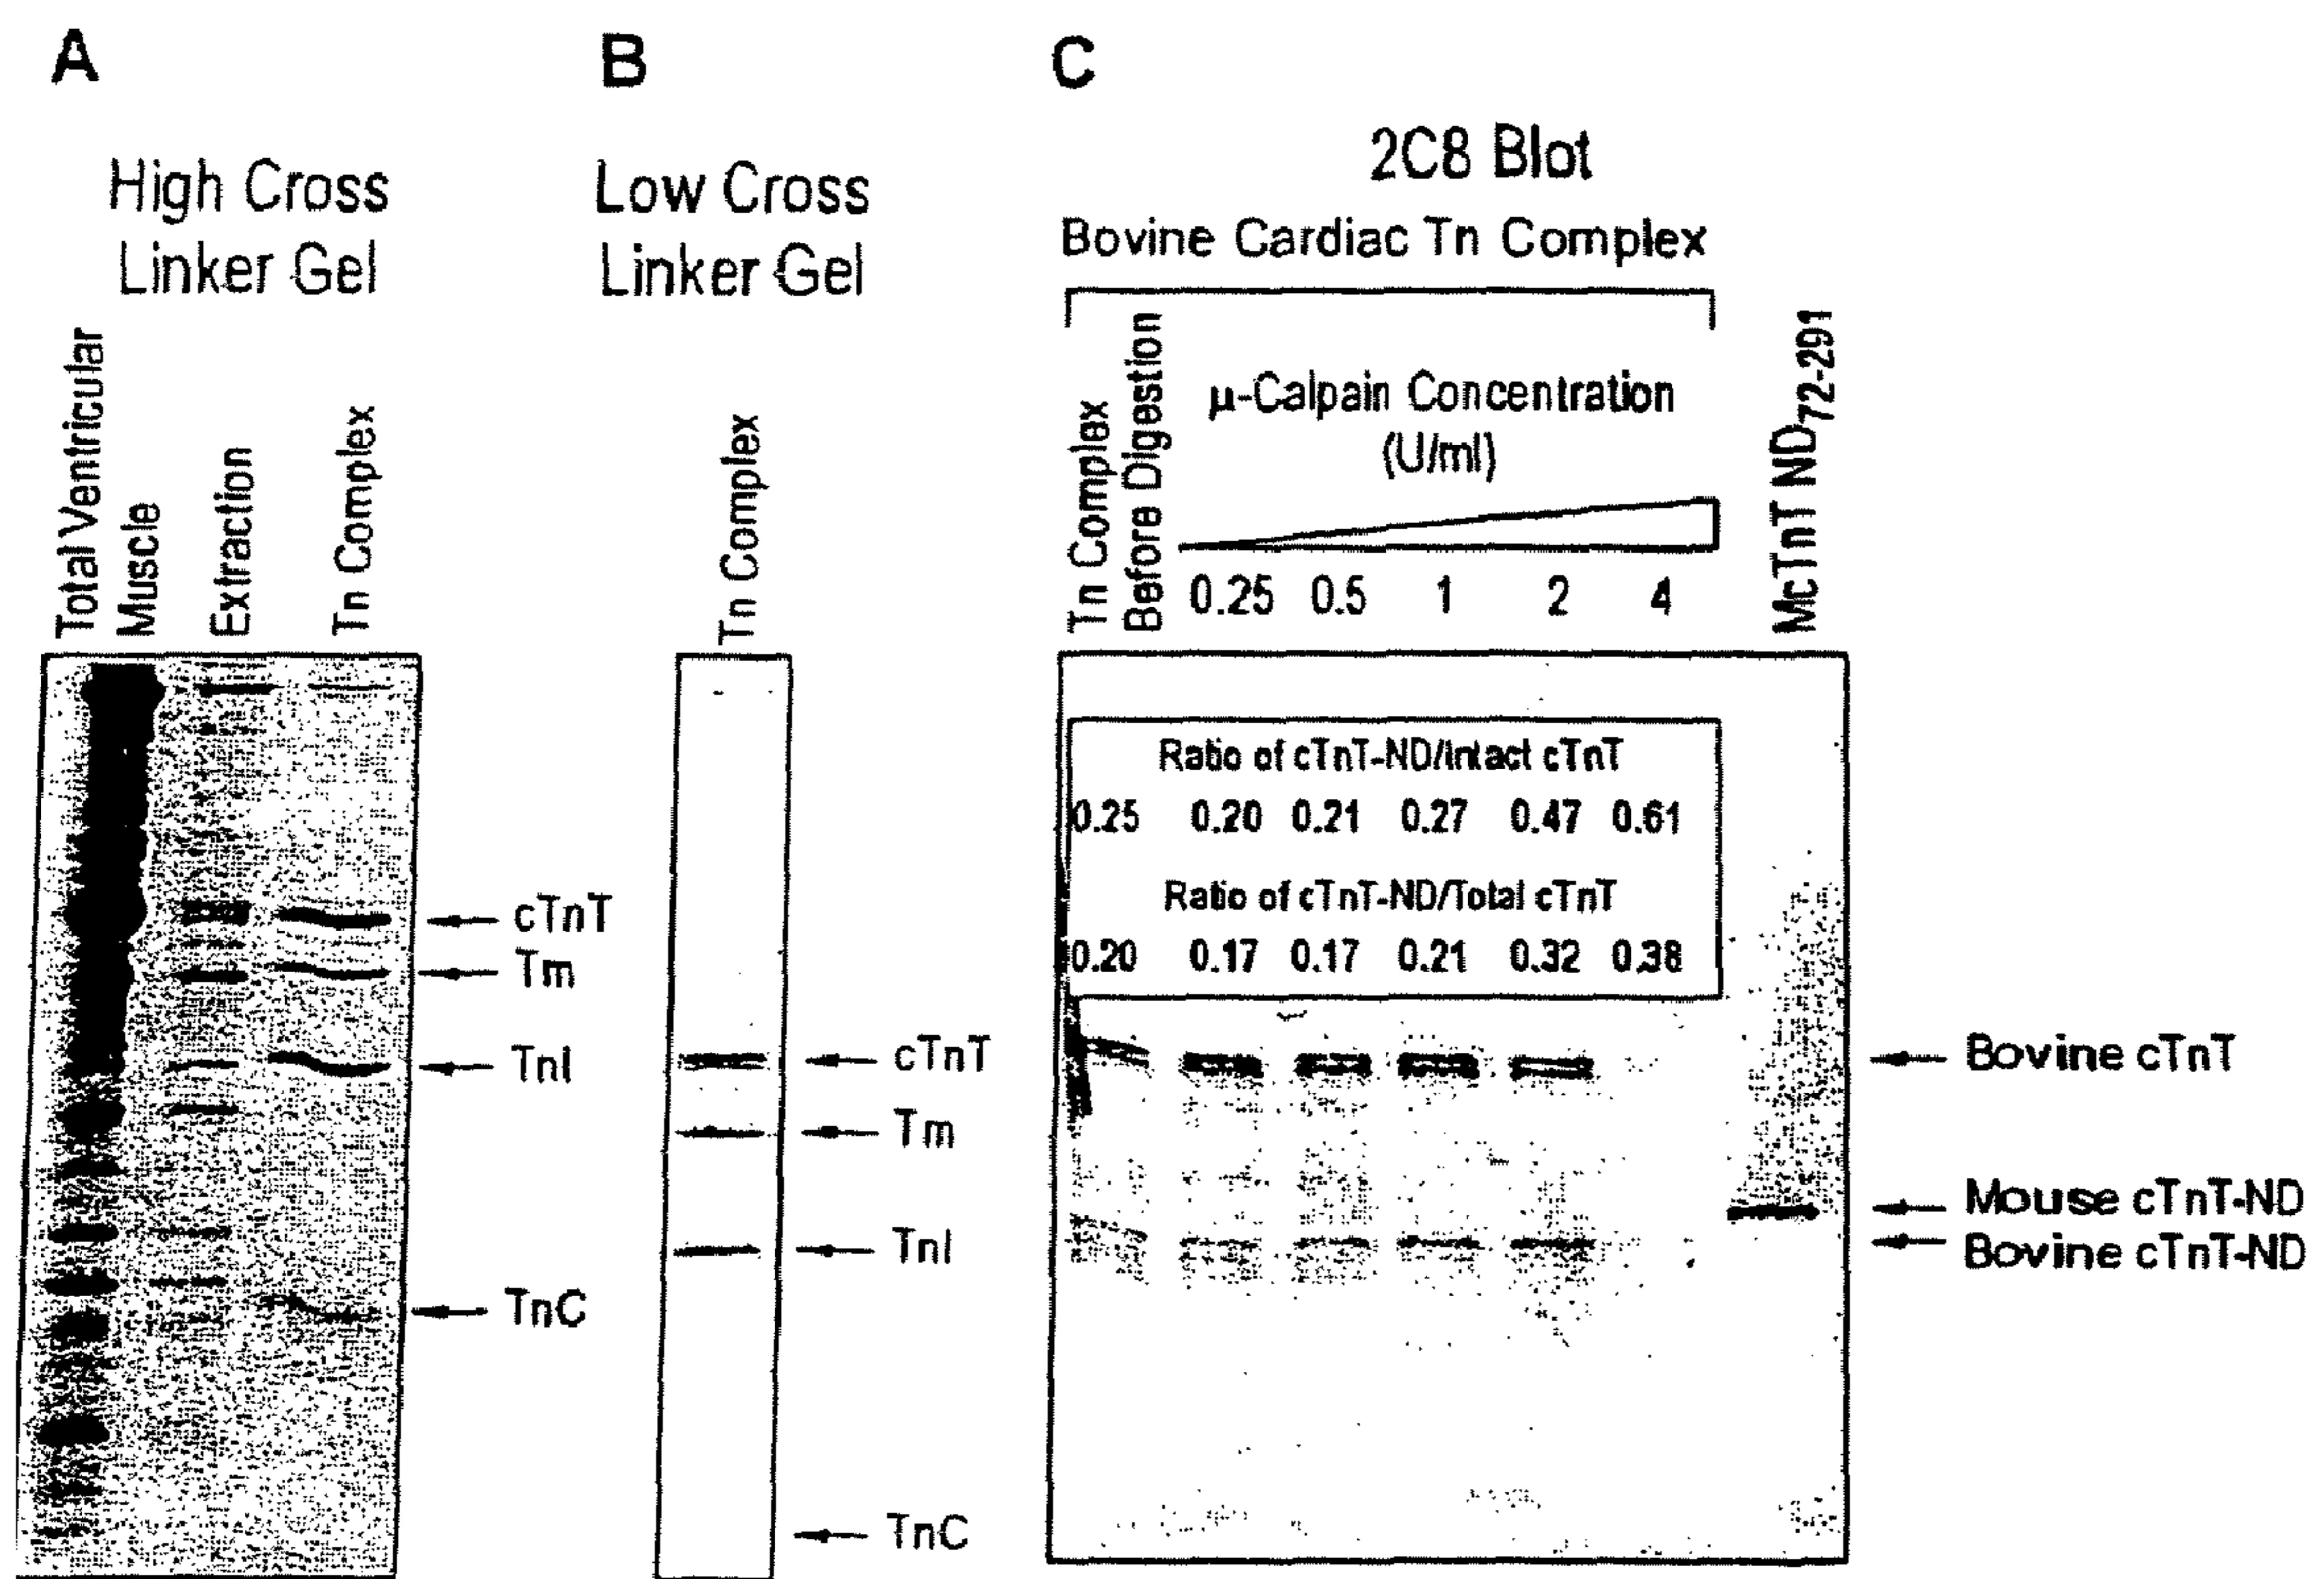 A
High Cross
Linker Gel
Total Ventricular
Muscle
Extraction
Tn Complex
cTnT
Tm
TnI
TnC
B
Low Cross
Linker Gel
Tn Complex
cTnT
Tm
TnI
TnC
C
2C8 Blot
Bovine Cardiac Tn Complex
Tn Complex
Before Digestion
µ-Calpain Concentration
(U/ml)
0.25 0.5 1 2 4
McTnT ND72-291
Ratio of cTnT-ND/Intact cTnT
0.25 0.20 0.21 0.27 0.47 0.61
Ratio of cTnT-ND/Total cTnT
0.20 0.17 0.17 0.21 0.32 0.38
Bovine cTnT
Mouse cTnT-ND
Bovine cTnT-ND